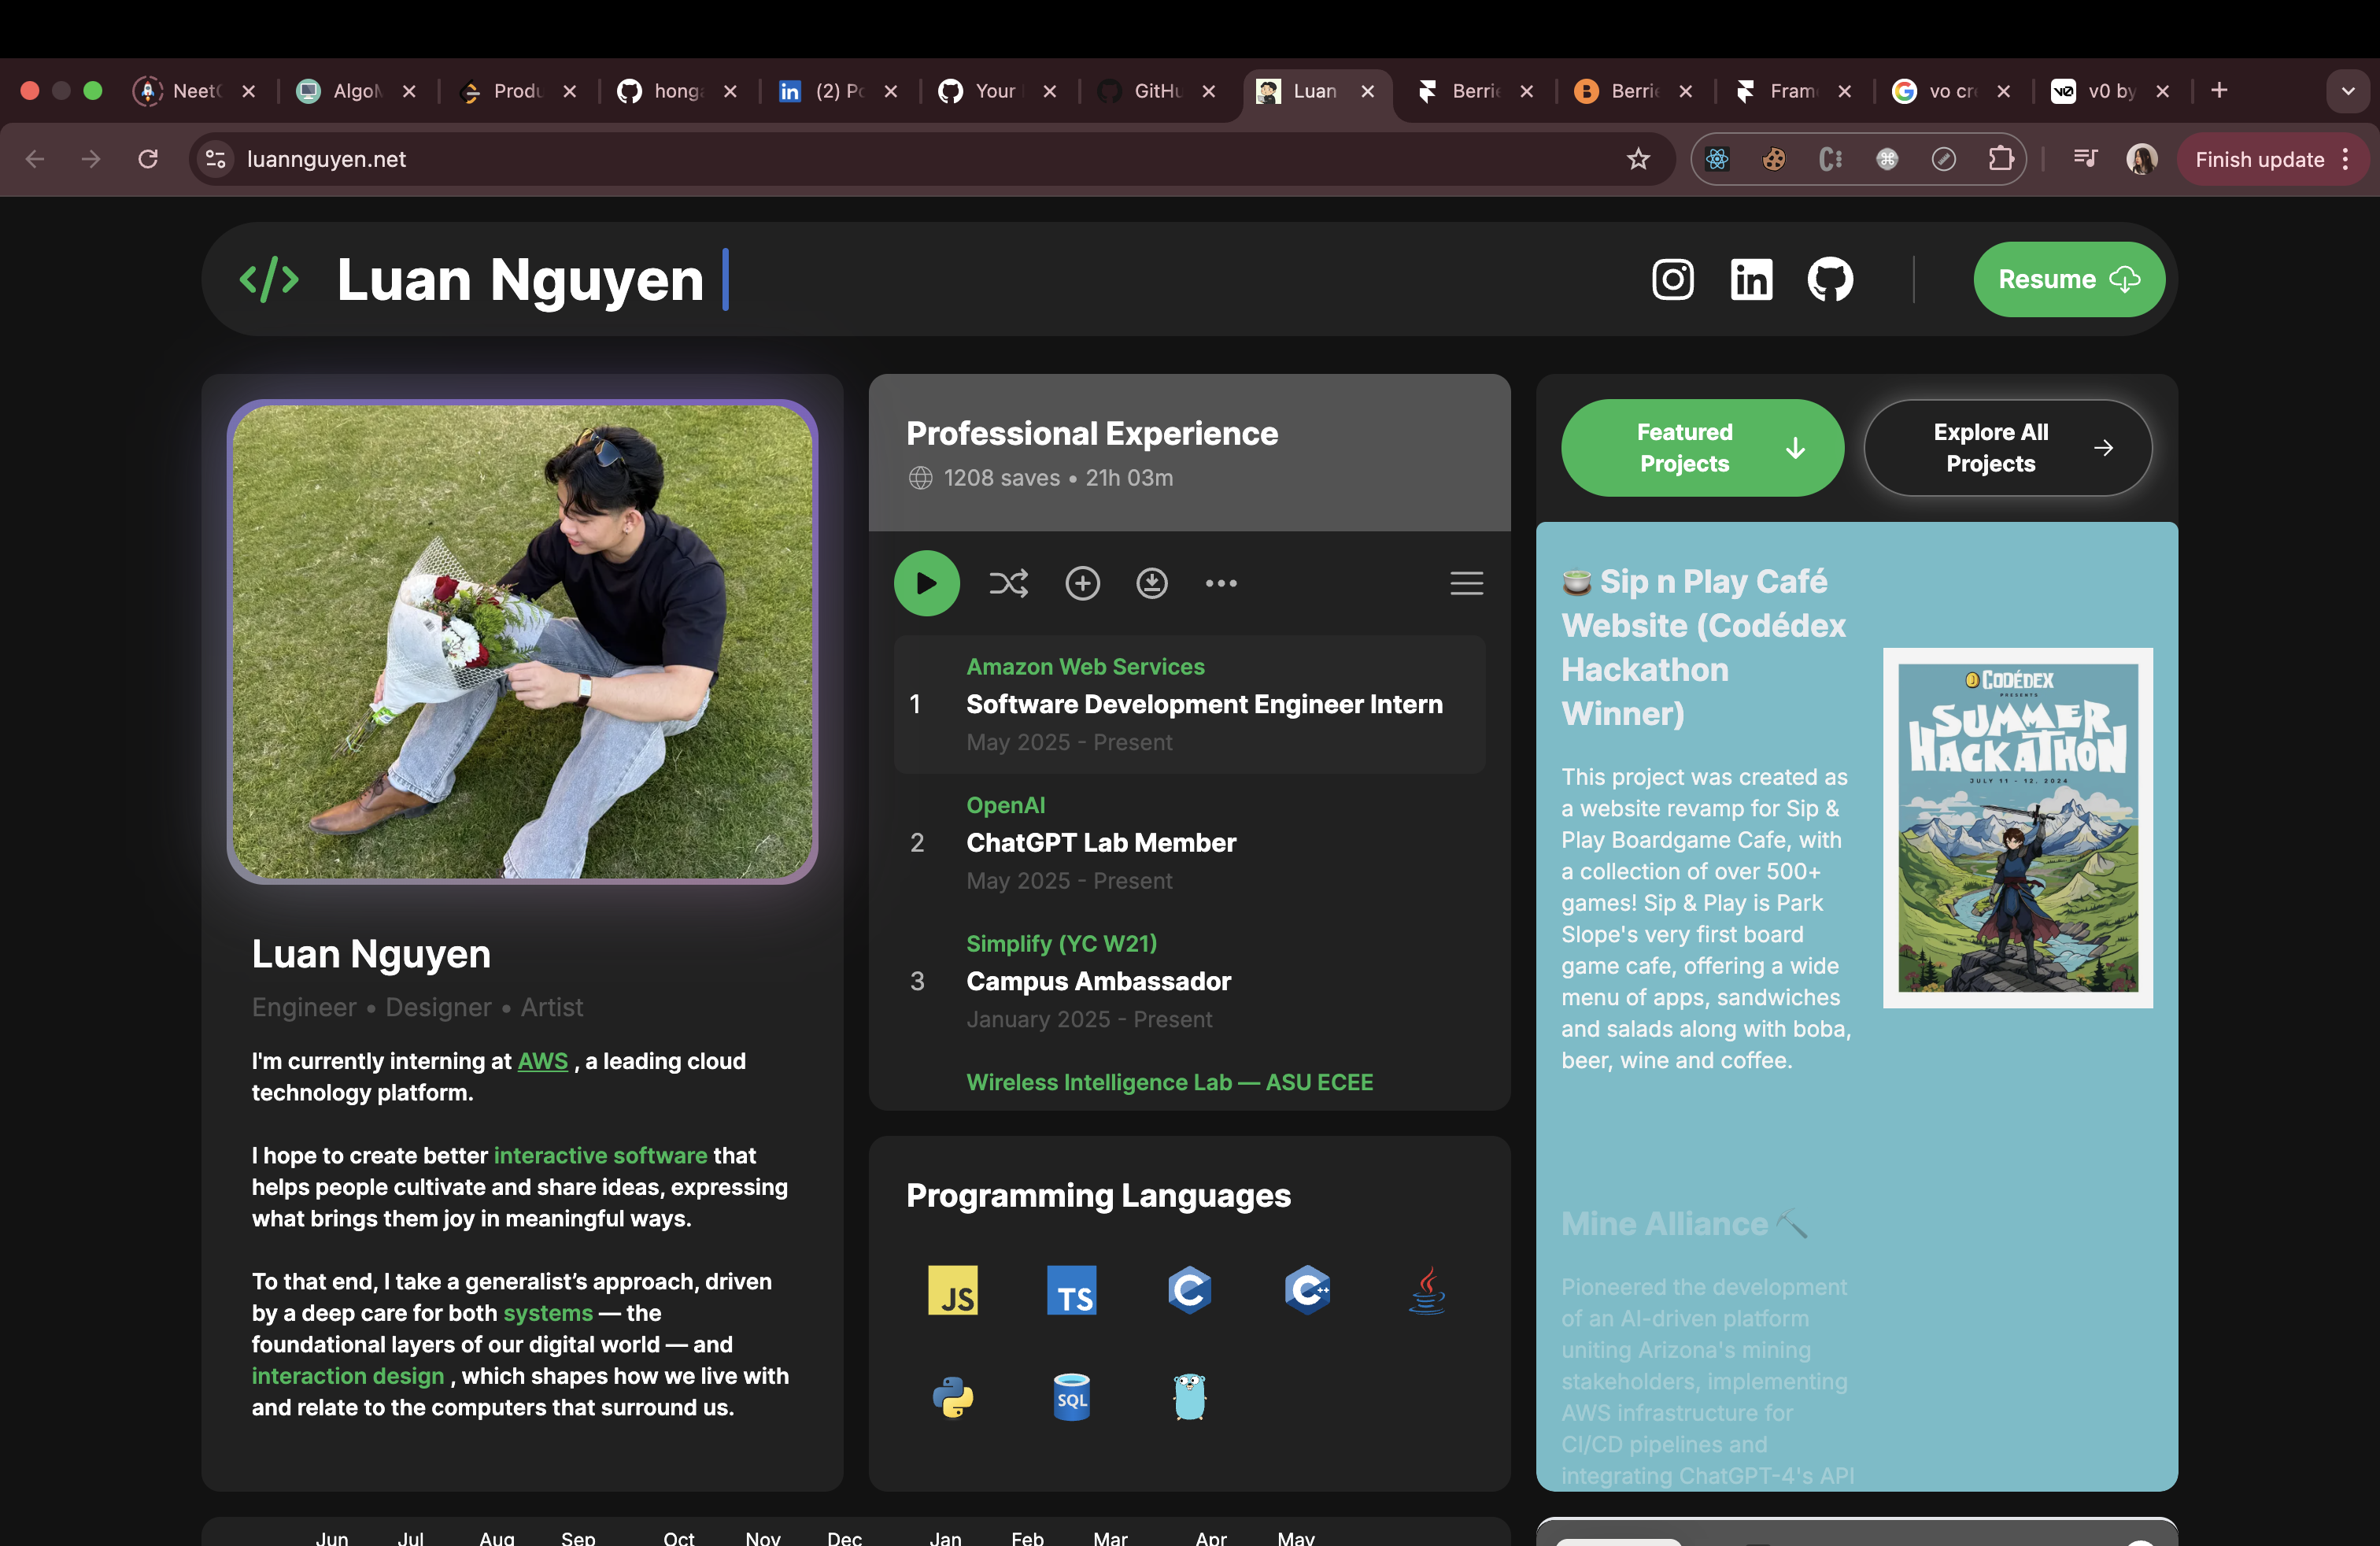 NeetC
AlgoM
Produ
honga
(2) Po
Your
GitHu
Luan
Berrie
Berrie
Fram
vo cre
v0 by
luannguyen.net
Finish update
Luan Nguyen
Resume
Luan Nguyen
Engineer • Designer • Artist
I'm currently interning at AWS , a leading cloud
technology platform.
I hope to create better interactive software that
helps people cultivate and share ideas, expressing
what brings them joy in meaningful ways.
To that end, I take a generalist’s approach, driven
by a deep care for both systems — the
foundational layers of our digital world — and
interaction design , which shapes how we live with
and relate to the computers that surround us.
Professional Experience
1208 saves • 21h 03m
Amazon Web Services
1
Software Development Engineer Intern
May 2025 - Present
OpenAI
2
ChatGPT Lab Member
May 2025 - Present
Simplify (YC W21)
3
Campus Ambassador
January 2025 - Present
Wireless Intelligence Lab — ASU ECEE
Programming Languages
JS
TS
C
C++
SQL
Featured
Projects
Explore All
Projects
🍵 Sip n Play Café
Website (Codédex
Hackathon
Winner)
This project was created as
a website revamp for Sip &
Play Boardgame Cafe, with
a collection of over 500+
games! Sip & Play is Park
Slope's very first board
game cafe, offering a wide
menu of apps, sandwiches
and salads along with boba,
beer, wine and coffee.
CODÉDEX
PRESENTS
SUMMER
HACKATHON
JULY 11 - 12, 2024
Mine Alliance ⛏️
Pioneered the development
of an AI-driven platform
uniting Arizona's mining
stakeholders, implementing
AWS infrastructure for
CI/CD pipelines and
integrating ChatGPT-4's API
Jun Jul Aug Sep Oct Nov Dec Jan Feb Mar Apr May